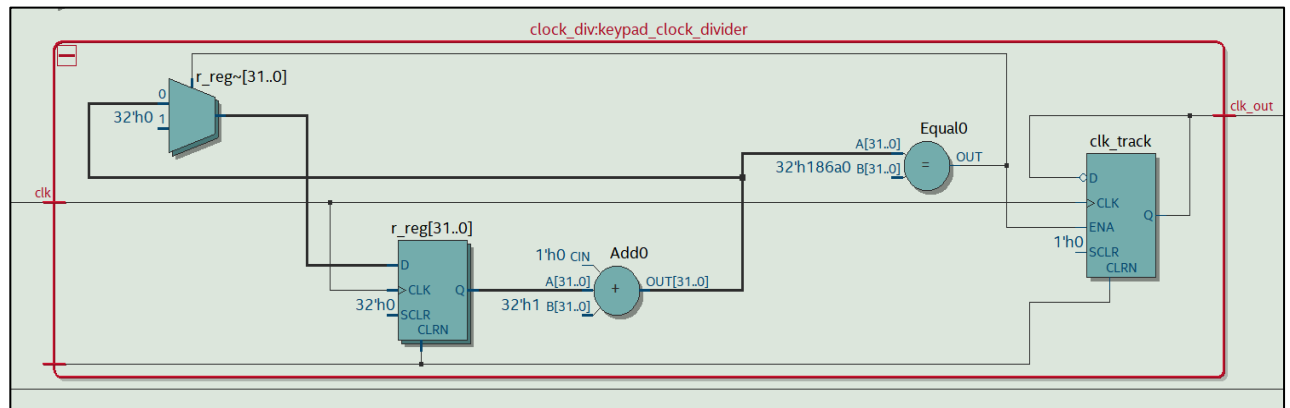 clock_div:keypad_clock_divider
r_reg~[31..0]
0
32'h0 1
clk_out
Equal0
clk_track
A[31..0]
OUT
32'h186a0 B[31..0]
=
D
clk
CLK
Q
r_reg[31..0]
ENA
1'h0
SCLR
CLRN
1'h0 CIN
Add0
D
A[31..0]
OUT[31..0]
CLK
Q
+
32'h0
32'h1 B[31..0]
SCLR
CLRN